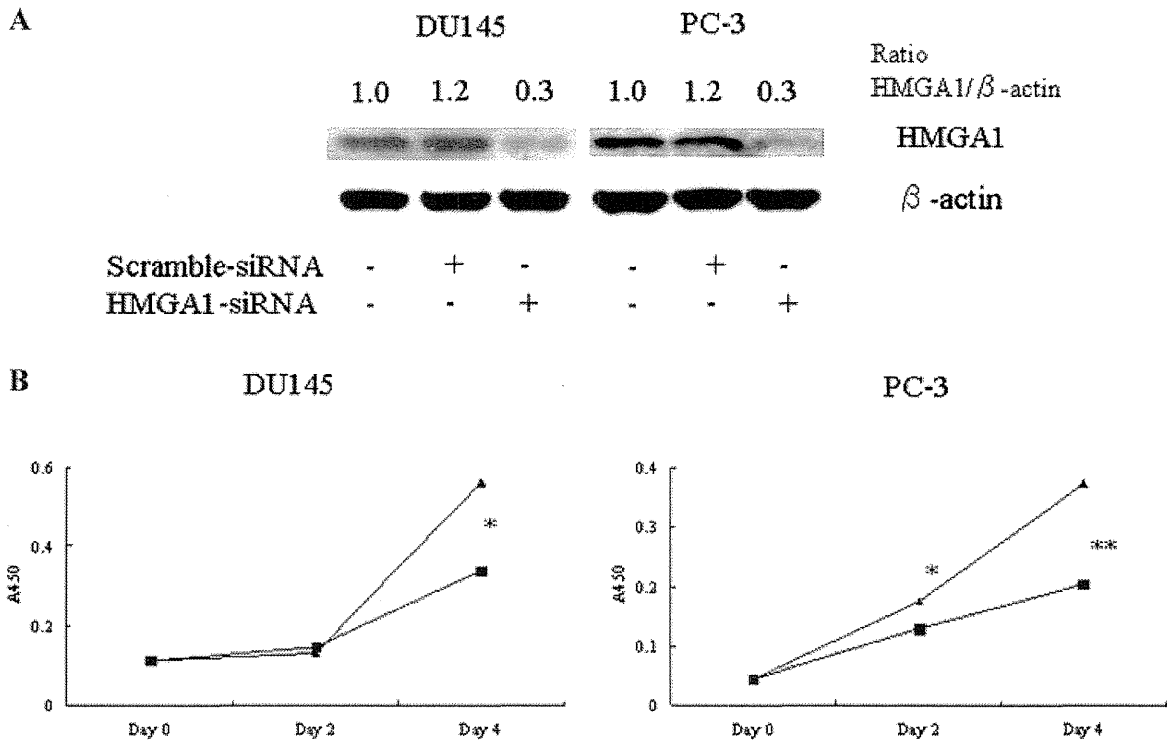 A
DU145 PC-3
Ratio
HMGA1/β-actin
1.0 1.2 0.3 1.0 1.2 0.3
HMGA1
β-actin
Scramble-siRNA - + - - + -
HMGA1-siRNA - - + - - +
B
DU145
PC-3
0.6
0.4
0.2
0
A450
*
Day 0 Day 2 Day 4
0.4
0.3
0.2
0.1
0
A450
*
**
Day 0 Day 2 Day 4